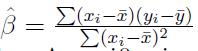 β̂ = ∑(xᵢ−x̄)(yᵢ−ȳ) / ∑(xᵢ−x̄)²